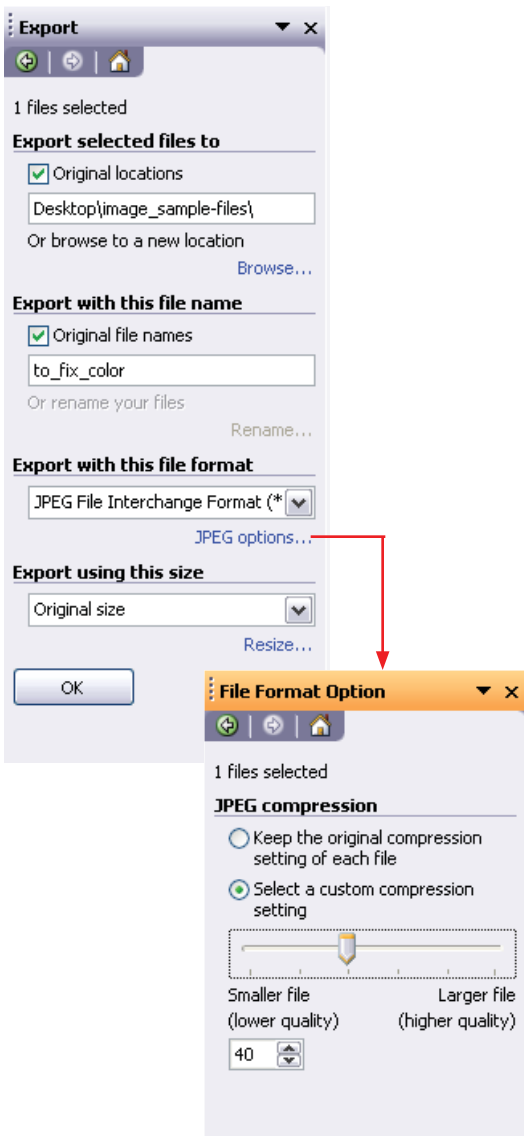 Export
1 files selected
Export selected files to
Original locations
Desktop\image_sample-files\
Or browse to a new location
Browse...
Export with this file name
Original file names
to_fix_color
Or rename your files
Rename...
Export with this file format
JPEG File Interchange Format (*
JPEG options...
Export using this size
Original size
Resize...
OK
File Format Option
1 files selected
JPEG compression
Keep the original compression
setting of each file
Select a custom compression
setting
Smaller file Larger file
(lower quality) (higher quality)
40